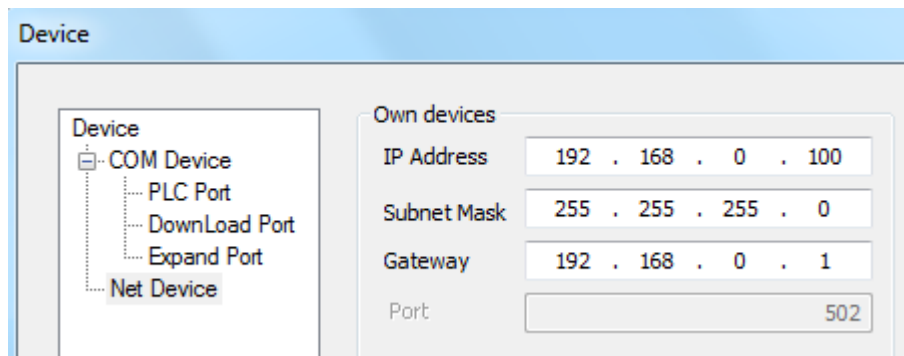 Device
Device
COM Device
PLC Port
DownLoad Port
Expand Port
Net Device
Own devices
IP Address 192 . 168 . 0 . 100
Subnet Mask 255 . 255 . 255 . 0
Gateway 192 . 168 . 0 . 1
Port 502